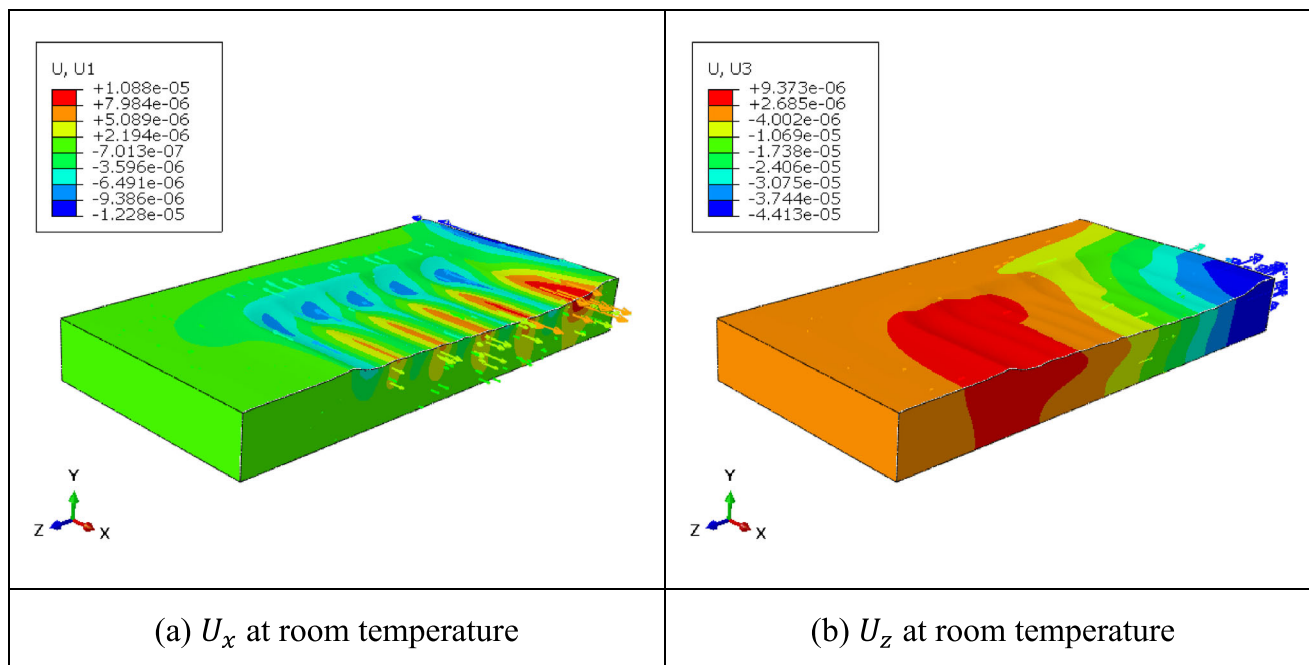 U, U1
+1.088e-05
+7.984e-06
+5.089e-06
+2.194e-06
-7.013e-07
-3.596e-06
-6.491e-06
-9.386e-06
-1.228e-05
Y
Z
X
U, U3
+9.373e-06
+2.685e-06
-4.002e-06
-1.069e-05
-1.738e-05
-2.406e-05
-3.075e-05
-3.744e-05
-4.413e-05
Y
Z
X
(a) Uₓ at room temperature
(b) U_z at room temperature